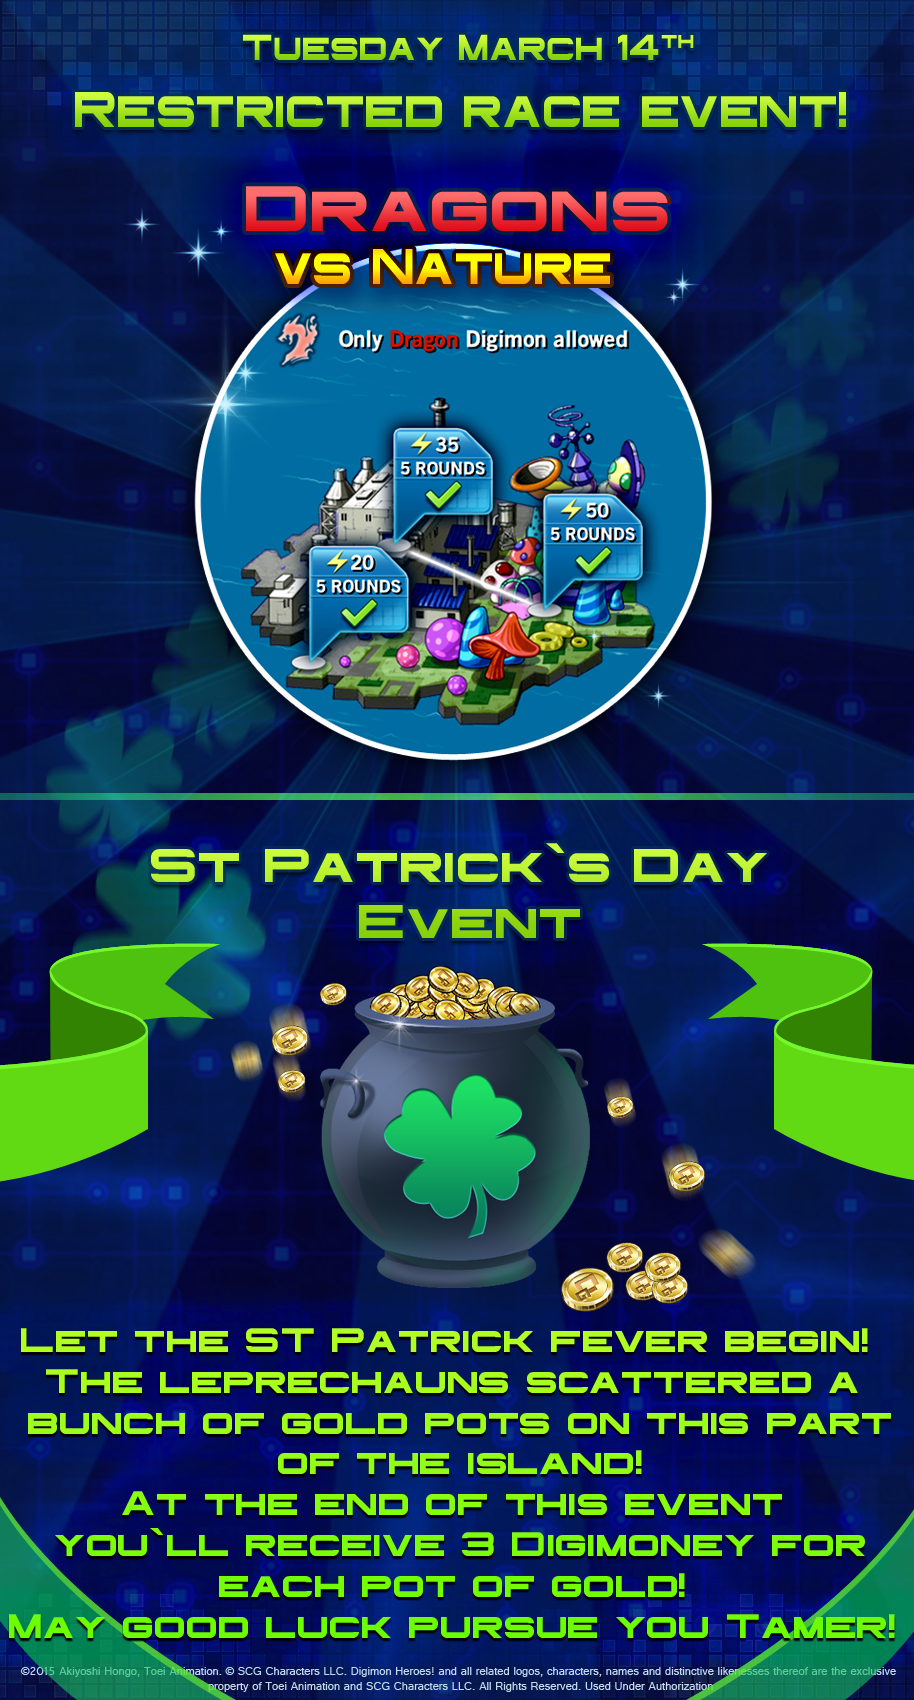 Tuesday March 14TH
Restricted race event!
Dragons
vs Nature
Only Dragon Digimon allowed
35
5 ROUNDS
50
5 ROUNDS
20
5 ROUNDS
St Patrick`s Day
Event
Let the ST Patrick fever begin!
The leprechauns scattered a
bunch of gold pots on this part
of the island!
At the end of this event
you`ll receive 3 Digimoney for
each pot of gold!
May good luck pursue you Tamer!
©2015 Akiyoshi Hongo, Toei Animation. © SCG Characters LLC. Digimon Heroes! and all related logos, characters, names and distinctive likenesses thereof are the exclusive
property of Toei Animation and SCG Characters LLC. All Rights Reserved. Used Under Authorization